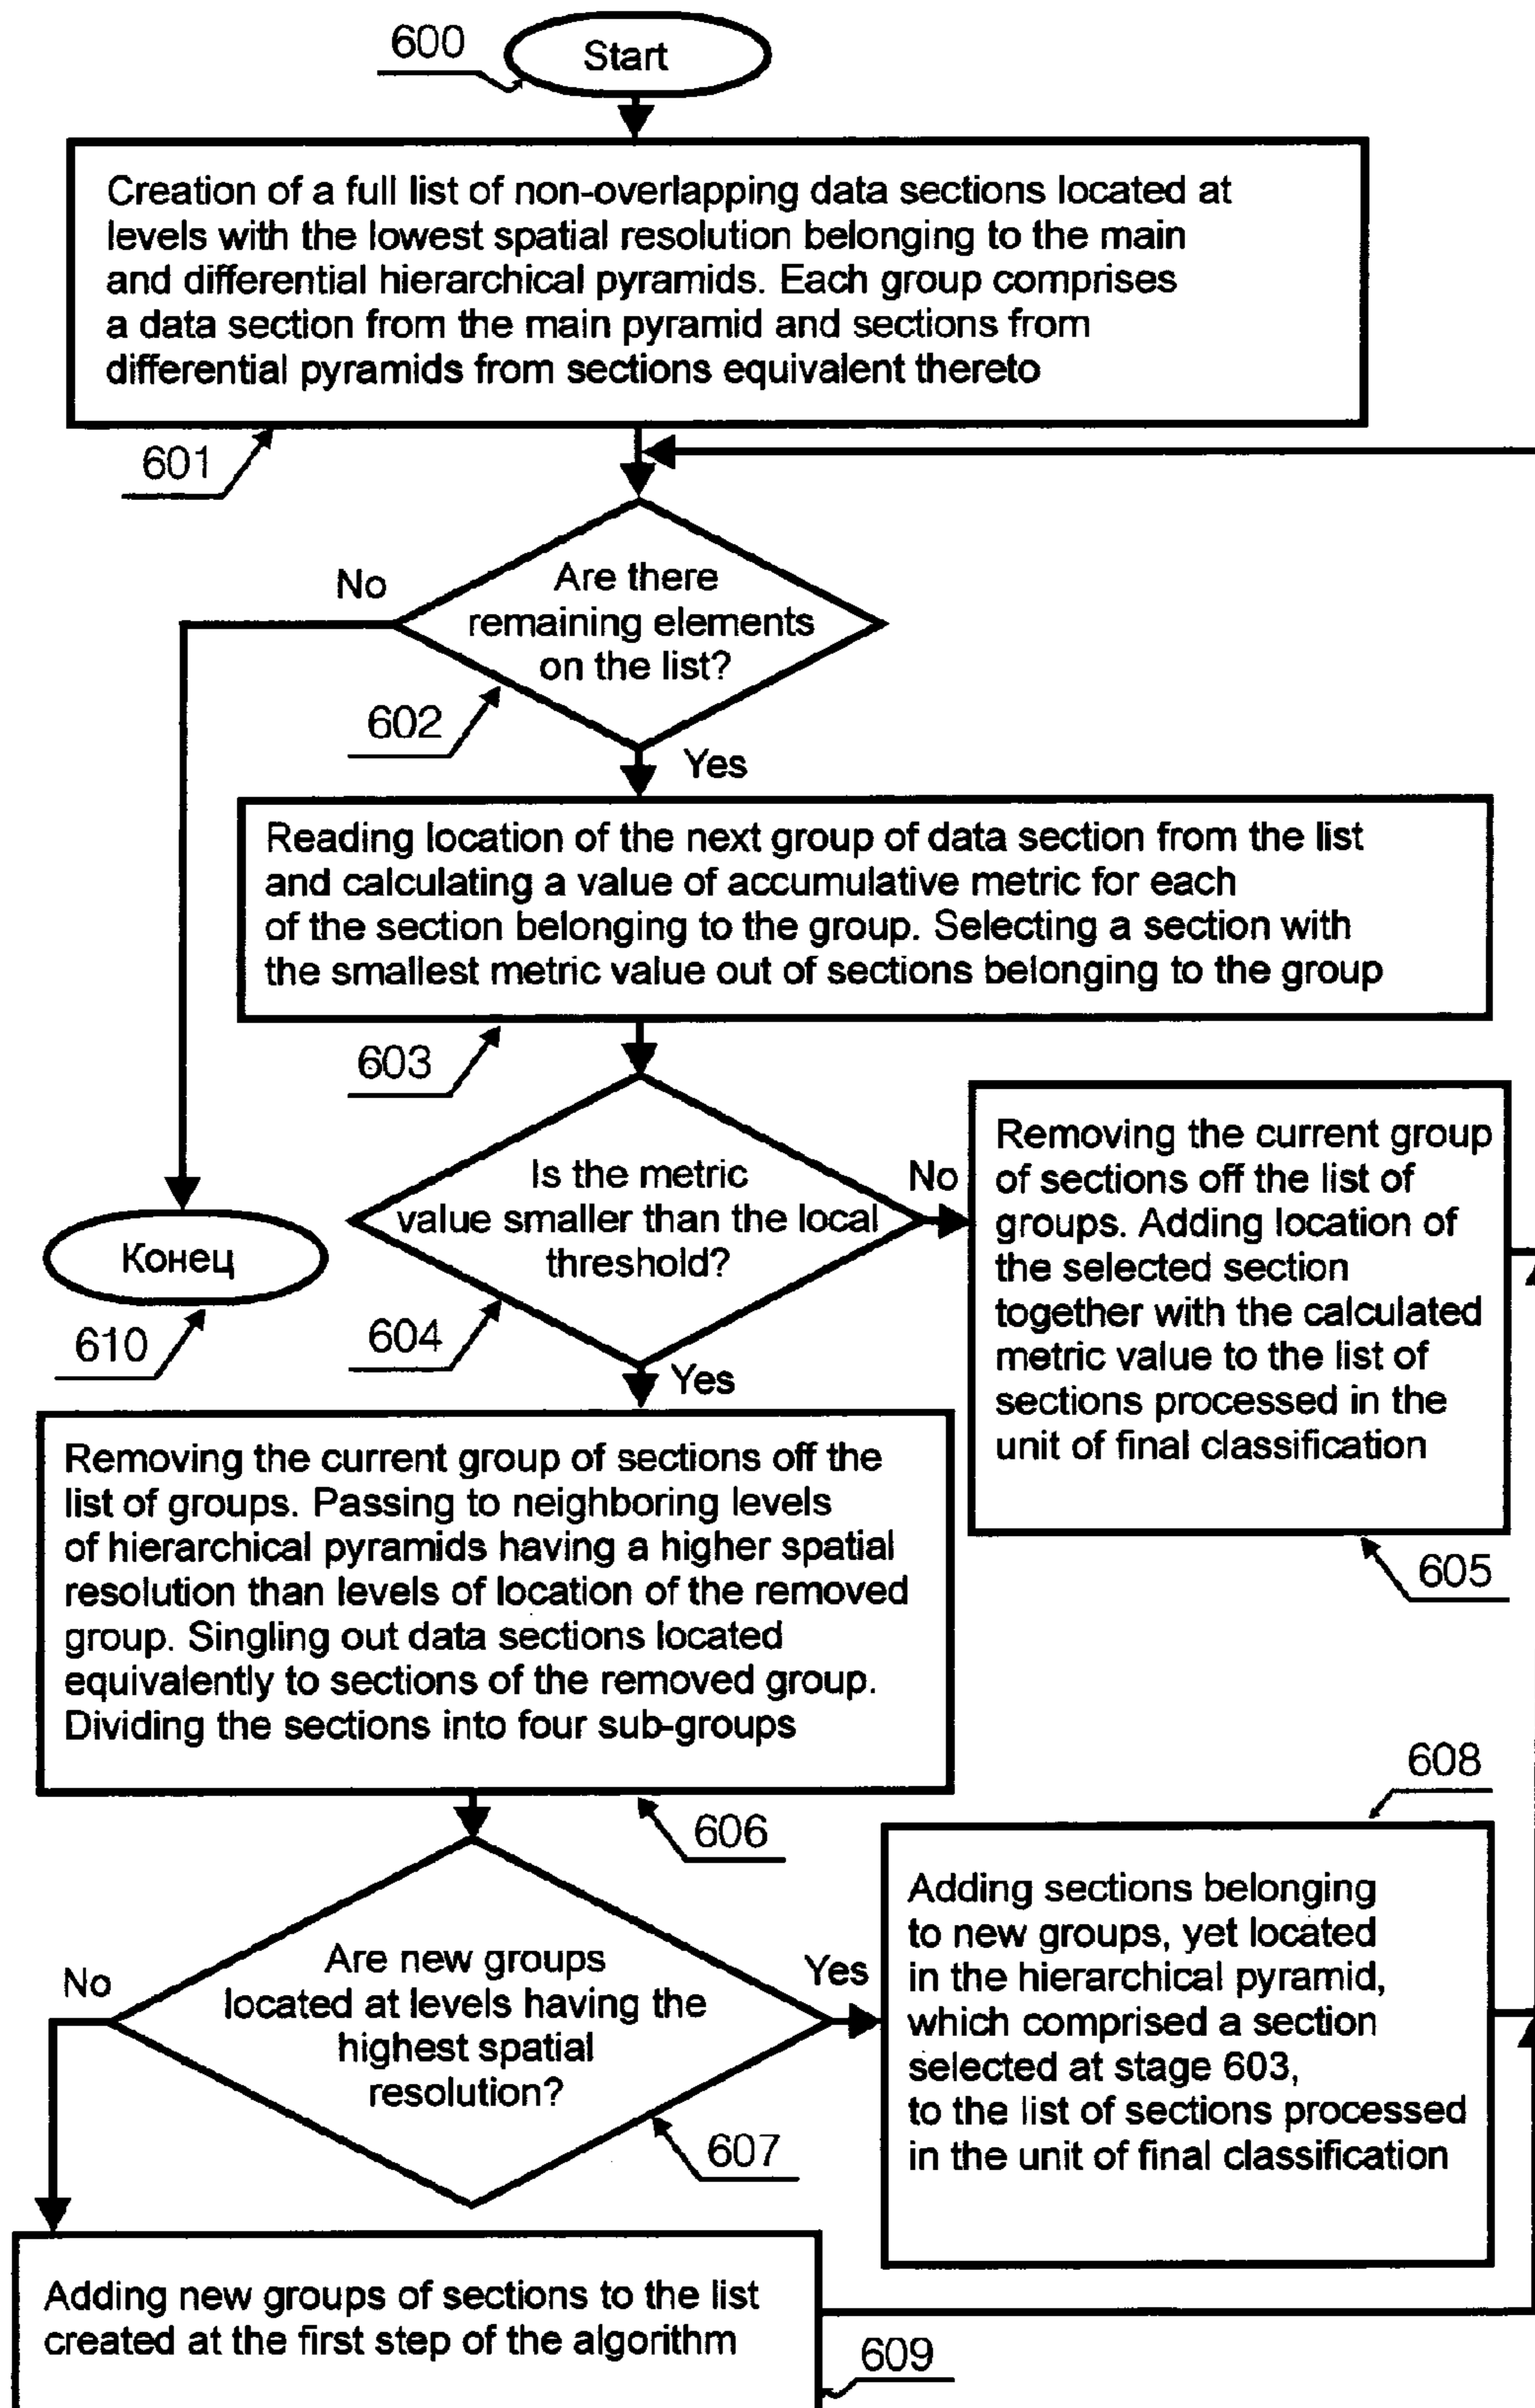 600
Start
Creation of a full list of non-overlapping data sections located at
levels with the lowest spatial resolution belonging to the main
and differential hierarchical pyramids. Each group comprises
a data section from the main pyramid and sections from
differential pyramids from sections equivalent thereto
601
No
Are there
remaining elements
on the list?
602
Yes
Reading location of the next group of data section from the list
and calculating a value of accumulative metric for each
of the section belonging to the group. Selecting a section with
the smallest metric value out of sections belonging to the group
603
Is the metric
value smaller than the local
threshold?
No
604
Yes
Removing the current group
of sections off the list of
groups. Adding location of
the selected section
together with the calculated
metric value to the list of
sections processed in the
unit of final classification
605
Конец
610
Removing the current group of sections off the
list of groups. Passing to neighboring levels
of hierarchical pyramids having a higher spatial
resolution than levels of location of the removed
group. Singling out data sections located
equivalently to sections of the removed group.
Dividing the sections into four sub-groups
606
No
Are new groups
located at levels having the
highest spatial
resolution?
Yes
607
608
Adding sections belonging
to new groups, yet located
in the hierarchical pyramid,
which comprised a section
selected at stage 603,
to the list of sections processed
in the unit of final classification
Adding new groups of sections to the list
created at the first step of the algorithm
609